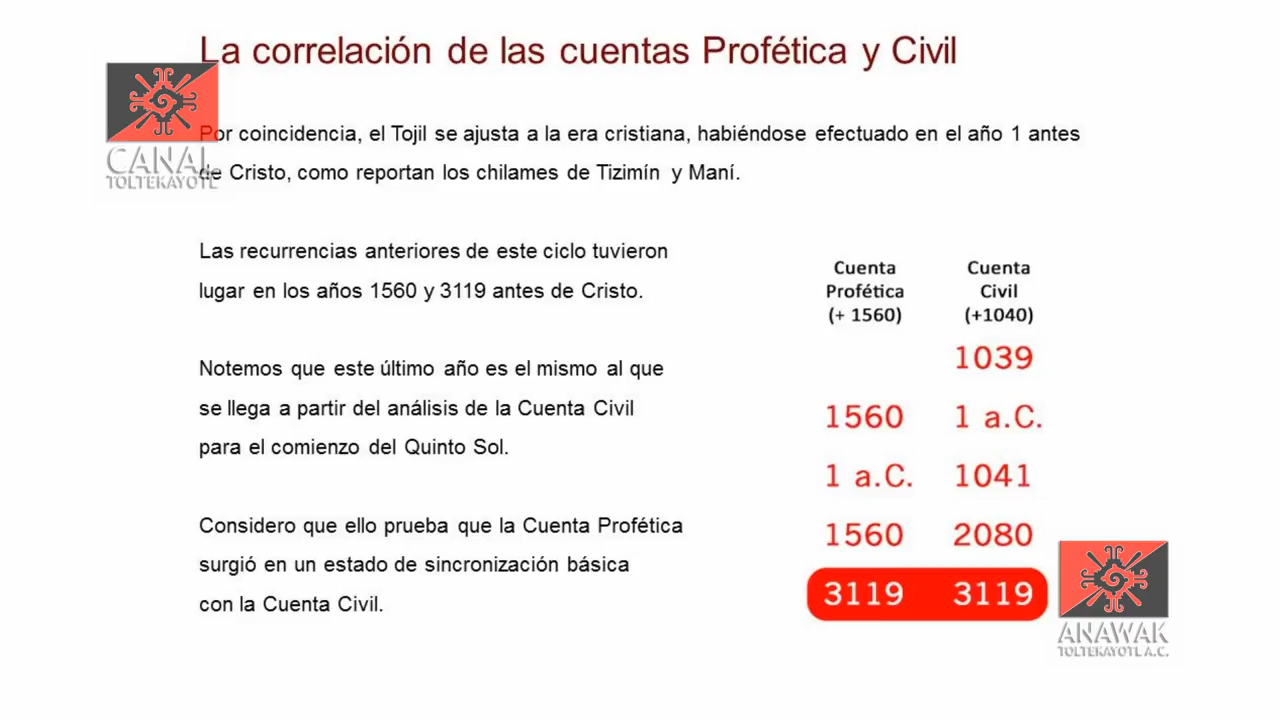 La correlación de las cuentas Profética y Civil
Por coincidencia, el Tojil se ajusta a la era cristiana, habiéndose efectuado en el año 1 antes
de Cristo, como reportan los chilames de Tizimín y Maní.
CANAL
TOLTEKAYOTL
Las recurrencias anteriores de este ciclo tuvieron
lugar en los años 1560 y 3119 antes de Cristo.
Notemos que este último año es el mismo al que
se llega a partir del análisis de la Cuenta Civil
para el comienzo del Quinto Sol.
Considero que ello prueba que la Cuenta Profética
surgió en un estado de sincronización básica
con la Cuenta Civil.
Cuenta Cuenta
Profética Civil
(+ 1560) (+1040)
1039
1560 1 a.C.
1 a.C. 1041
1560 2080
3119 3119
ANAWAK
TOLTEKAYOTL A.C.